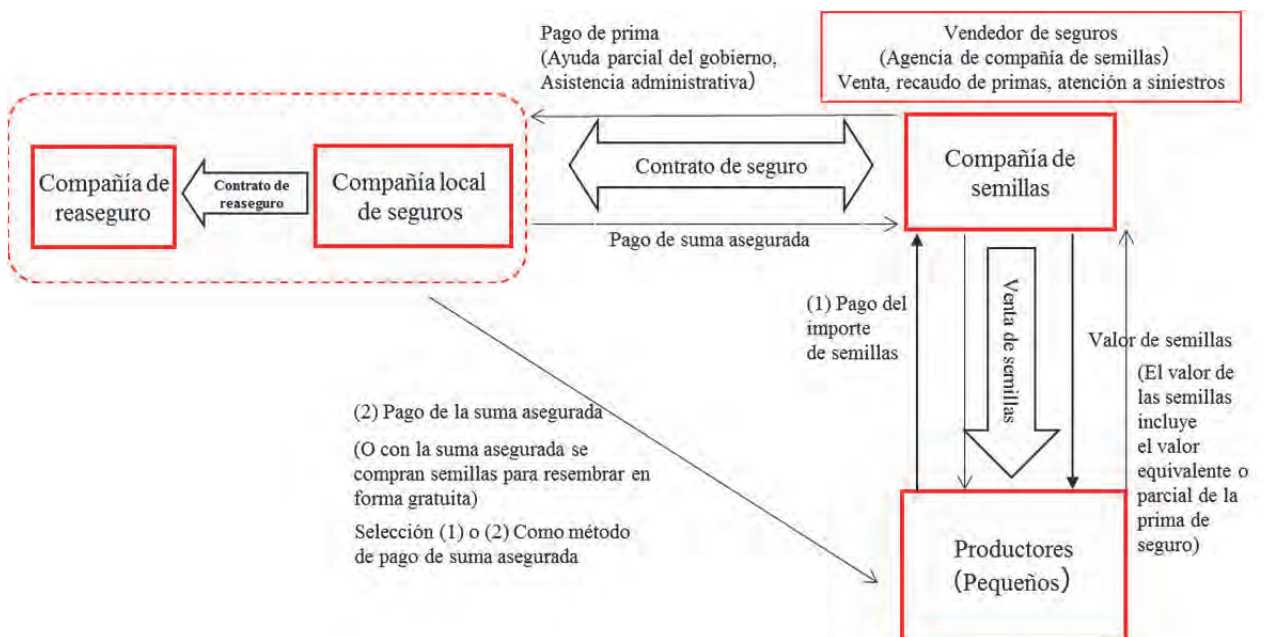 Pago de prima
(Ayuda parcial del gobierno,
Asistencia administrativa)
Vendedor de seguros
(Agencia de compañía de semillas)
Venta, recaudo de primas, atención a siniestros
Compañía de
reaseguro
Contrato de
reaseguro
Compañía local
de seguros
Contrato de seguro
Compañía de
semillas
Pago de suma asegurada
(1) Pago del
importe
de semillas
Venta de semillas
Valor de semillas
(El valor de
las semillas
incluye
el valor
equivalente o
parcial de la
prima de
seguro)
(2) Pago de la suma asegurada
(O con la suma asegurada se
compran semillas para resembrar en
forma gratuita)
Selección (1) o (2) Como método
de pago de suma asegurada
Productores
(Pequeños)